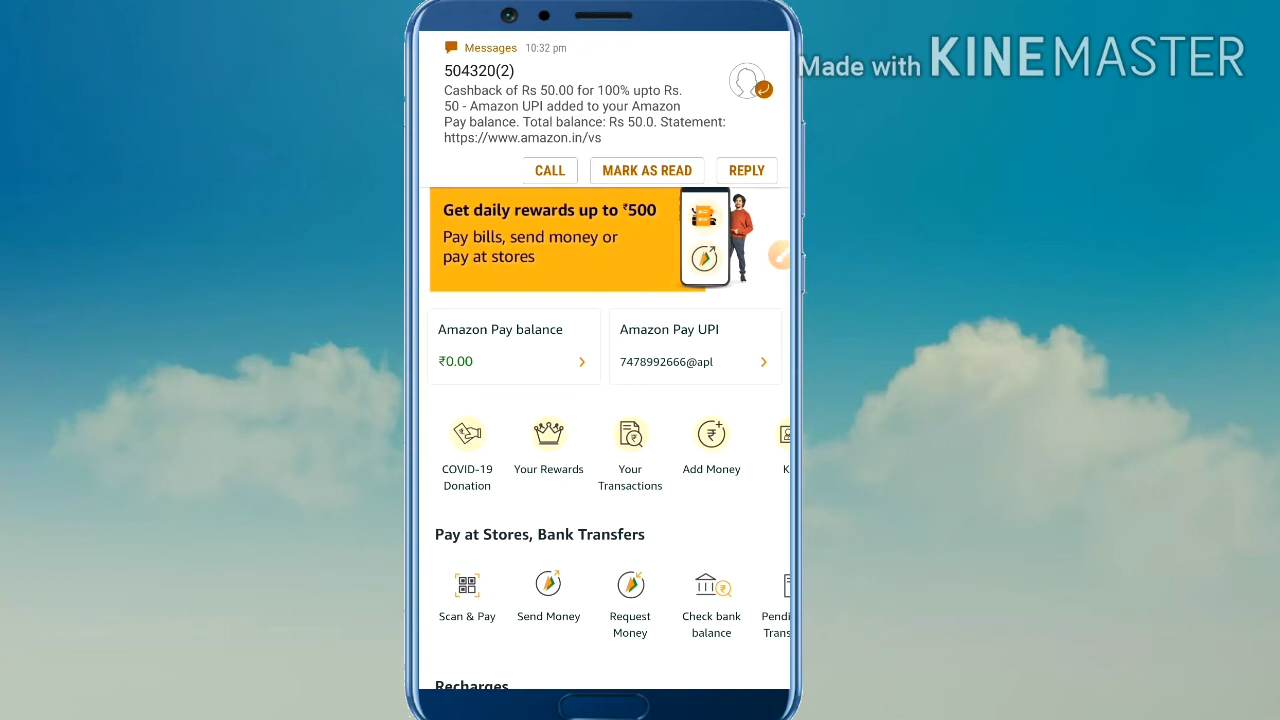 Made with KINEMASTER
Messages 10:32 pm
504320(2)
Cashback of Rs 50.00 for 100% upto Rs.
50 - Amazon UPI added to your Amazon
Pay balance. Total balance: Rs 50.0. Statement:
https://www.amazon.in/vs
CALL MARK AS READ REPLY
Get daily rewards up to ₹500
Pay bills, send money or
pay at stores
Amazon Pay balance
₹0.00
Amazon Pay UPI
7478992666@apl
COVID-19
Donation
Your Rewards
Your
Transactions
Add Money
K
Pay at Stores, Bank Transfers
Scan & Pay
Send Money
Request
Money
Check bank
balance
Pendi
Trans
Recharges